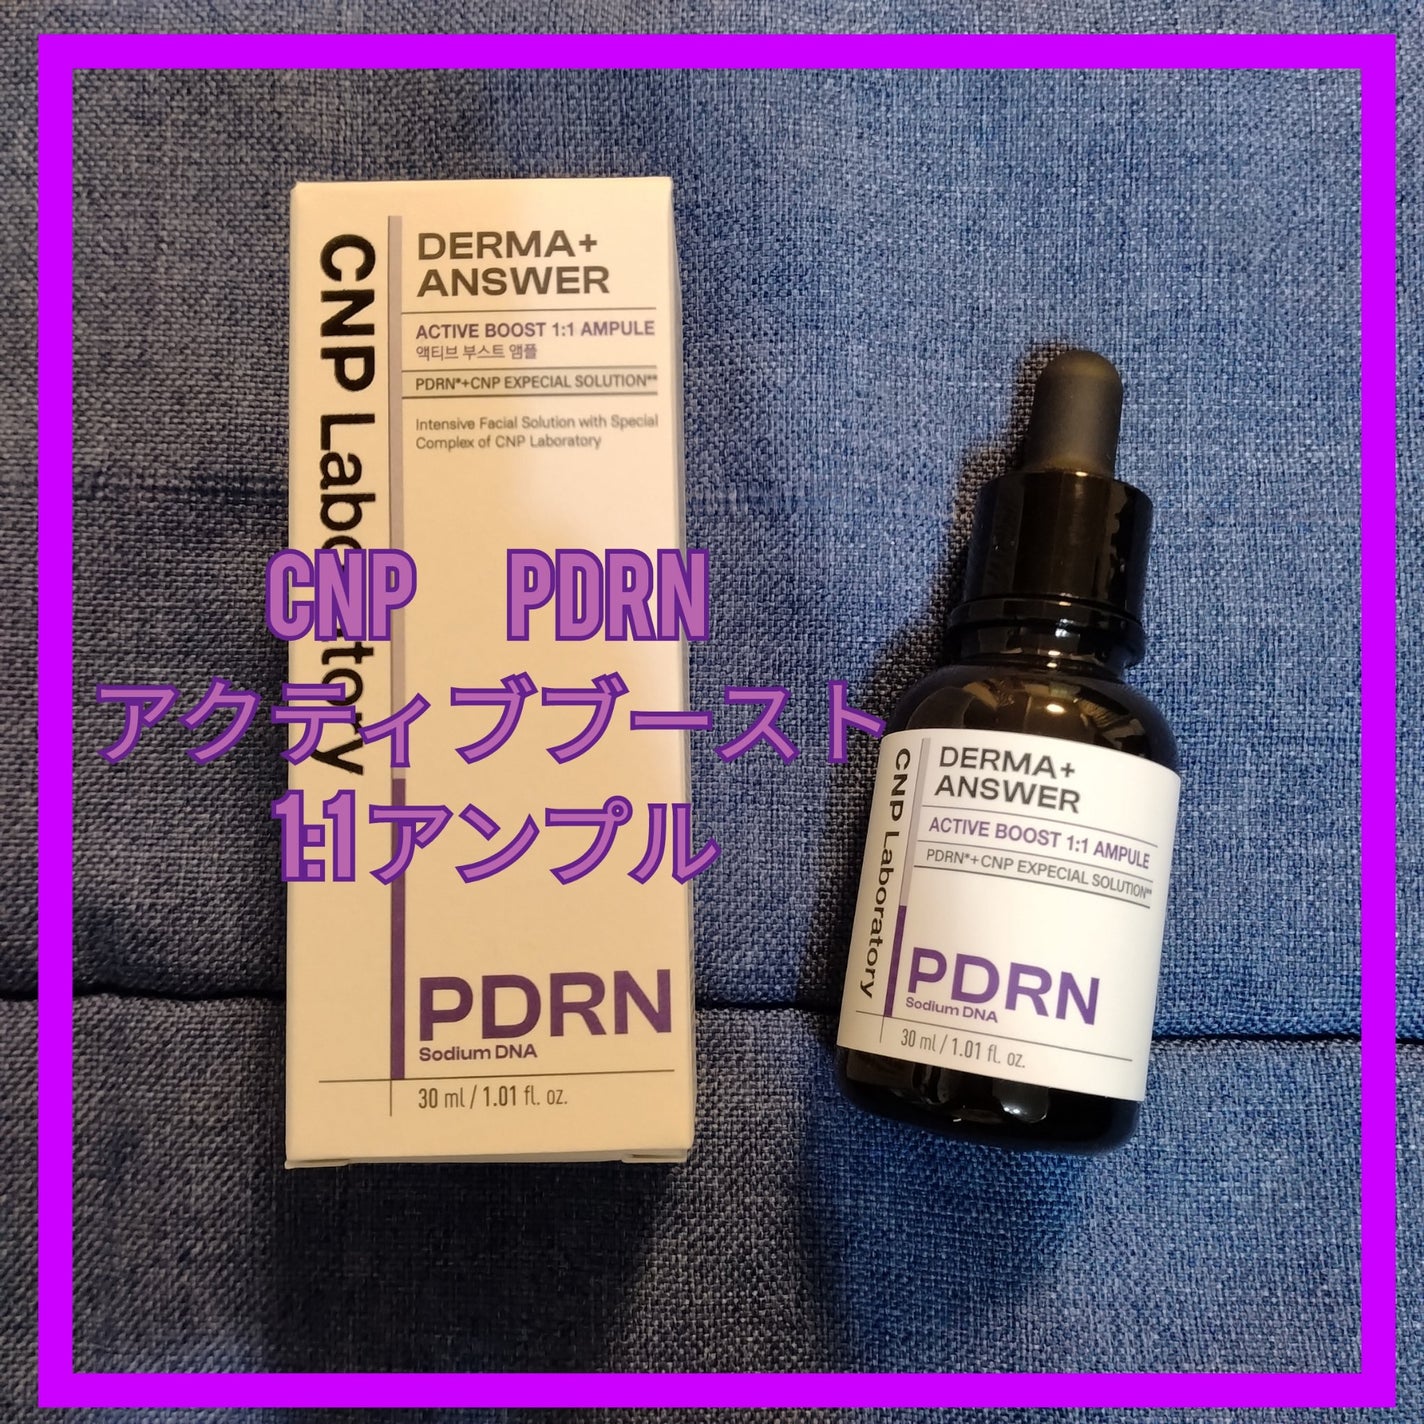 CNP Laboratory
DERMA+
ANSWER
ACTIVE BOOST 1:1 AMPULE
액티브 부스트 앰플
PDRN*+CNP EXPECIAL SOLUTION**
Intensive Facial Solution with Special
Complex of CNP Laboratory
PDRN
Sodium DNA
30 ml / 1.01 fl. oz.
CNP PDRN
アクティブブースト
1:1アンプル
CNP Laboratory
DERMA+
ANSWER
ACTIVE BOOST 1:1 AMPULE
PDRN*+CNP EXPECIAL SOLUTION**
PDRN
Sodium DNA
30 ml / 1.01 fl. oz.